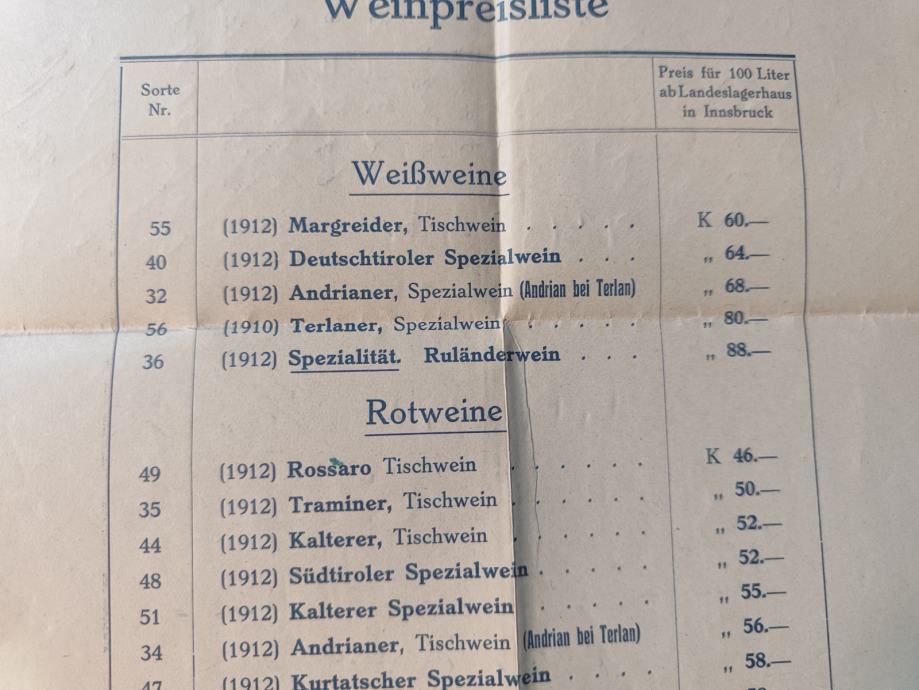 Weinpreisliste
Sorte Nr.
Preis für 100 Liter
ab Landeslagerhaus
in Innsbruck
Weißweine
55 (1912) Margreider, Tischwein . . . . . K 60.—
40 (1912) Deutschtiroler Spezialwein . . . „ 64.—
32 (1912) Andrianer, Spezialwein (Andrian bei Terlan) „ 68.—
56 (1910) Terlaner, Spezialwein . . . . . „ 80.—
36 (1912) Spezialität. Ruländerwein . . . „ 88.—
Rotweine
49 (1912) Rossaro Tischwein . . . . . . K 46.—
35 (1912) Traminer, Tischwein . . . . . . „ 50.—
44 (1912) Kalterer, Tischwein . . . . . . „ 52.—
48 (1912) Südtiroler Spezialwein . . . . . „ 52.—
51 (1912) Kalterer Spezialwein . . . . . „ 55.—
34 (1912) Andrianer, Tischwein (Andrian bei Terlan) „ 56.—
47 (1912) Kurtatscher Spezialwein . . . . „ 58.—